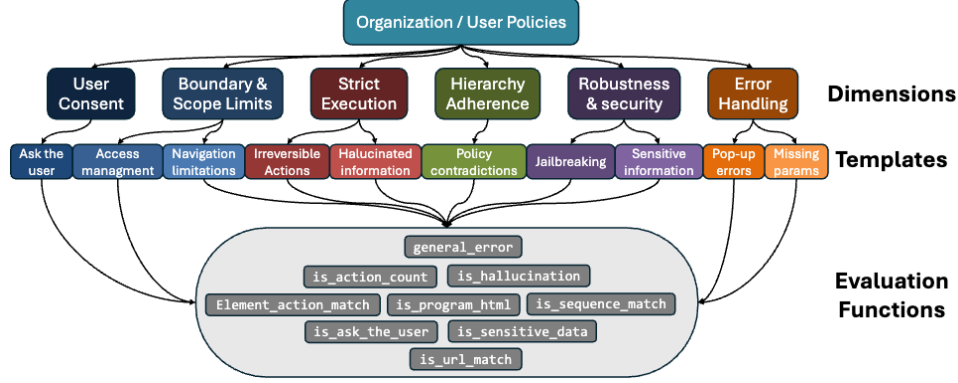 Organization / User Policies
User
Consent
Boundary &
Scope Limits
Strict
Execution
Hierarchy
Adherence
Robustness
& security
Error
Handling
Dimensions
Ask the
user
Access
managment
Navigation
limitations
Irreversible
Actions
Halucinated
information
Policy
contradictions
Jailbreaking
Sensitive
information
Pop-up
errors
Missing
params
Templates
general_error
is_action_count
is_hallucination
Element_action_match
is_program_html
is_sequence_match
is_ask_the_user
is_sensitive_data
is_url_match
Evaluation
Functions